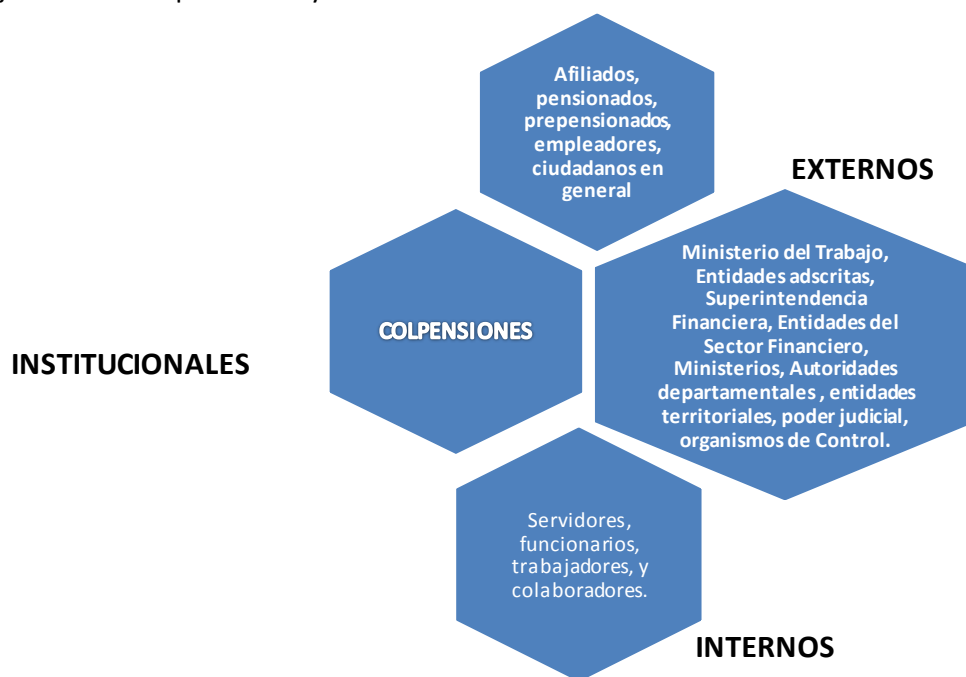 Afiliados,
pensionados,
prepensionados,
empleadores,
ciudadanos en
general
EXTERNOS
Ministerio del Trabajo,
Entidades adscritas,
Superintendencia
Financiera, Entidades del
Sector Financiero,
Ministerios, Autoridades
departamentales , entidades
territoriales, poder judicial,
organismos de Control.
COLPENSIONES
INSTITUCIONALES
Servidores,
funcionarios,
trabajadores, y
colaboradores.
INTERNOS